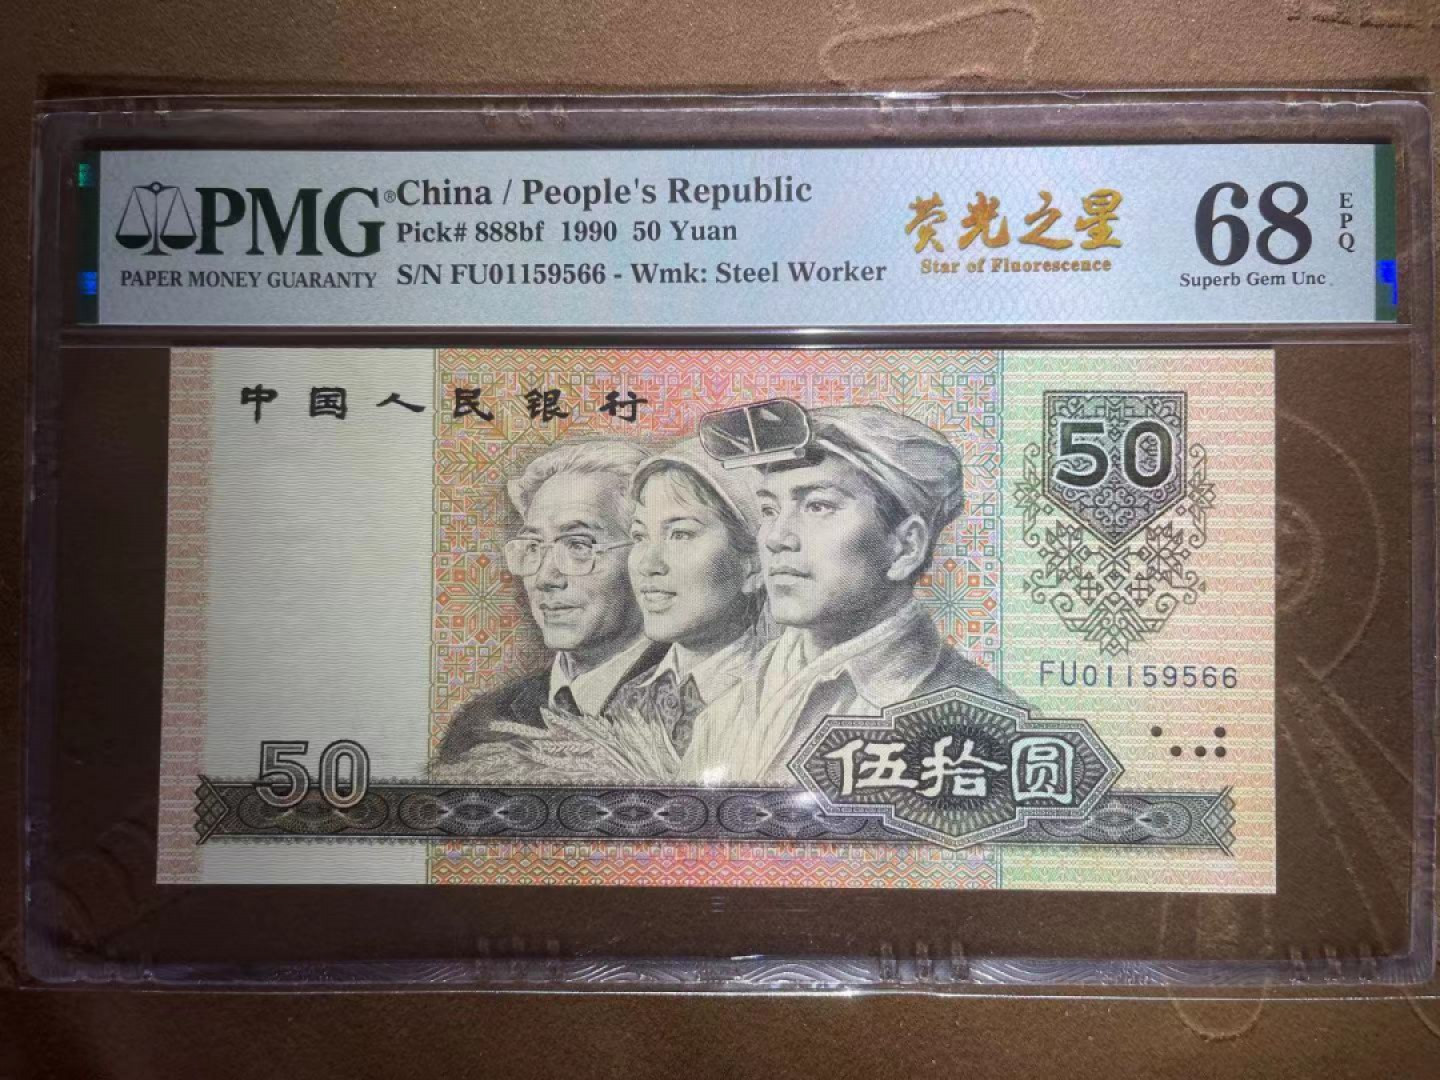 PMG®
PAPER MONEY GUARANTY
China / People's Republic
Pick# 888bf 1990 50 Yuan
S/N FU01159566 - Wmk: Steel Worker
荧光之星
Star of Fluorescence
68
EPQ
Superb Gem Unc
中国人民银行
50
FU01159566
50
伍拾圆